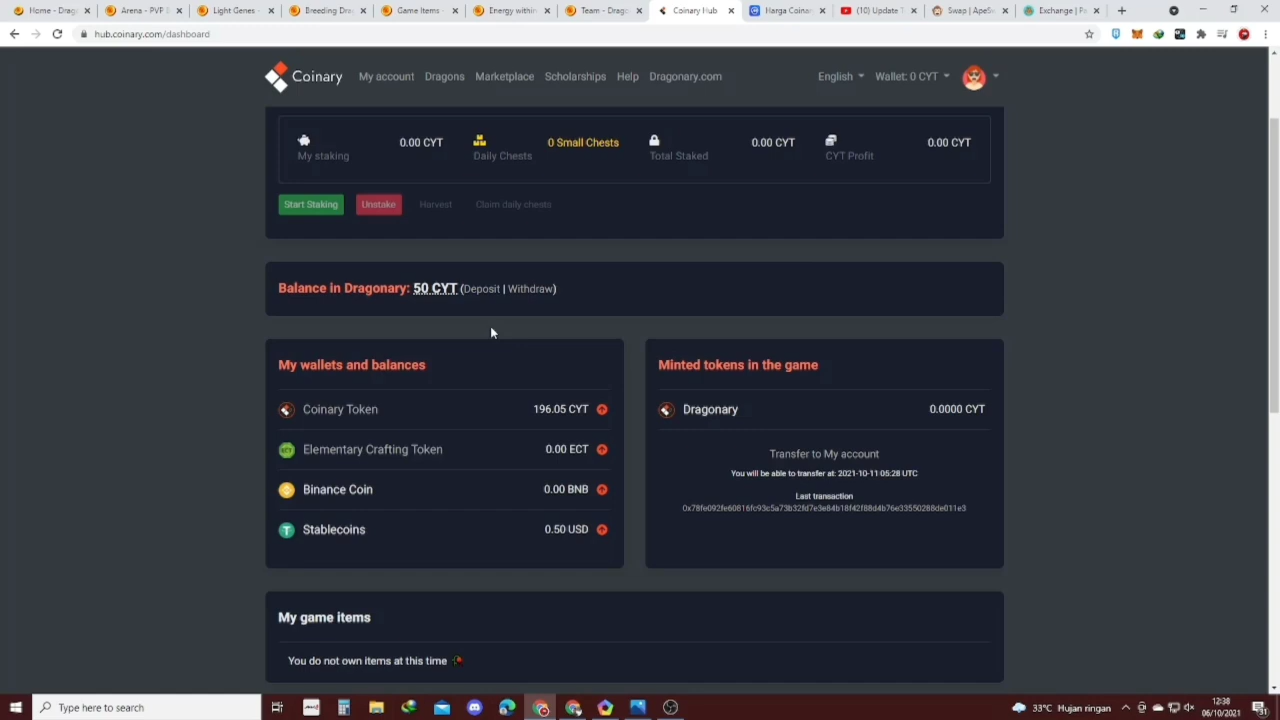 Home - Drag
Arena - PVP B
Light Genes -
Breeding Dra
Game Items -
Energy within
Team - Drago
Coinary Hub
Harga Coinar
(10) Update T
Swap | ApeSw
Exchange | Pa
hub.coinary.com/dashboard
Coinary
My account
Dragons
Marketplace
Scholarships
Help
Dragonary.com
English
Wallet: 0 CYT
My staking
0.00 CYT
Daily Chests
0 Small Chests
Total Staked
0.00 CYT
CYT Profit
0.00 CYT
Start Staking
Unstake
Harvest
Claim daily chests
Balance in Dragonary: 50 CYT (Deposit | Withdraw)
My wallets and balances
Coinary Token
196.05 CYT
Elementary Crafting Token
0.00 ECT
Binance Coin
0.00 BNB
Stablecoins
0.50 USD
Minted tokens in the game
Dragonary
0.0000 CYT
Transfer to My account
You will be able to transfer at: 2021-10-11 05:28 UTC
Last transaction
My game items
You do not own items at this time
Type here to search
33°C Hujan ringan
12:38
06/10/2021